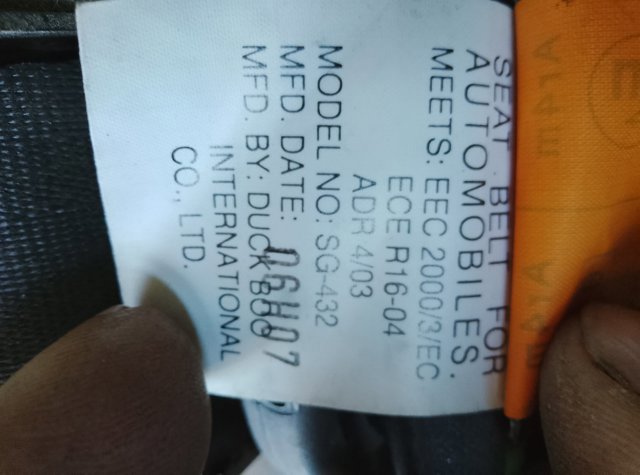 SEAT BELT FOR
AUTOMOBILES.
MEETS: EEC 2000/3/EC
ECE R16-04
ADR 4/03
MODEL NO: SG-432
MFD. DATE: 06H07
MFD. BY: DUCK BOO
INTERNATIONAL
CO., LTD.